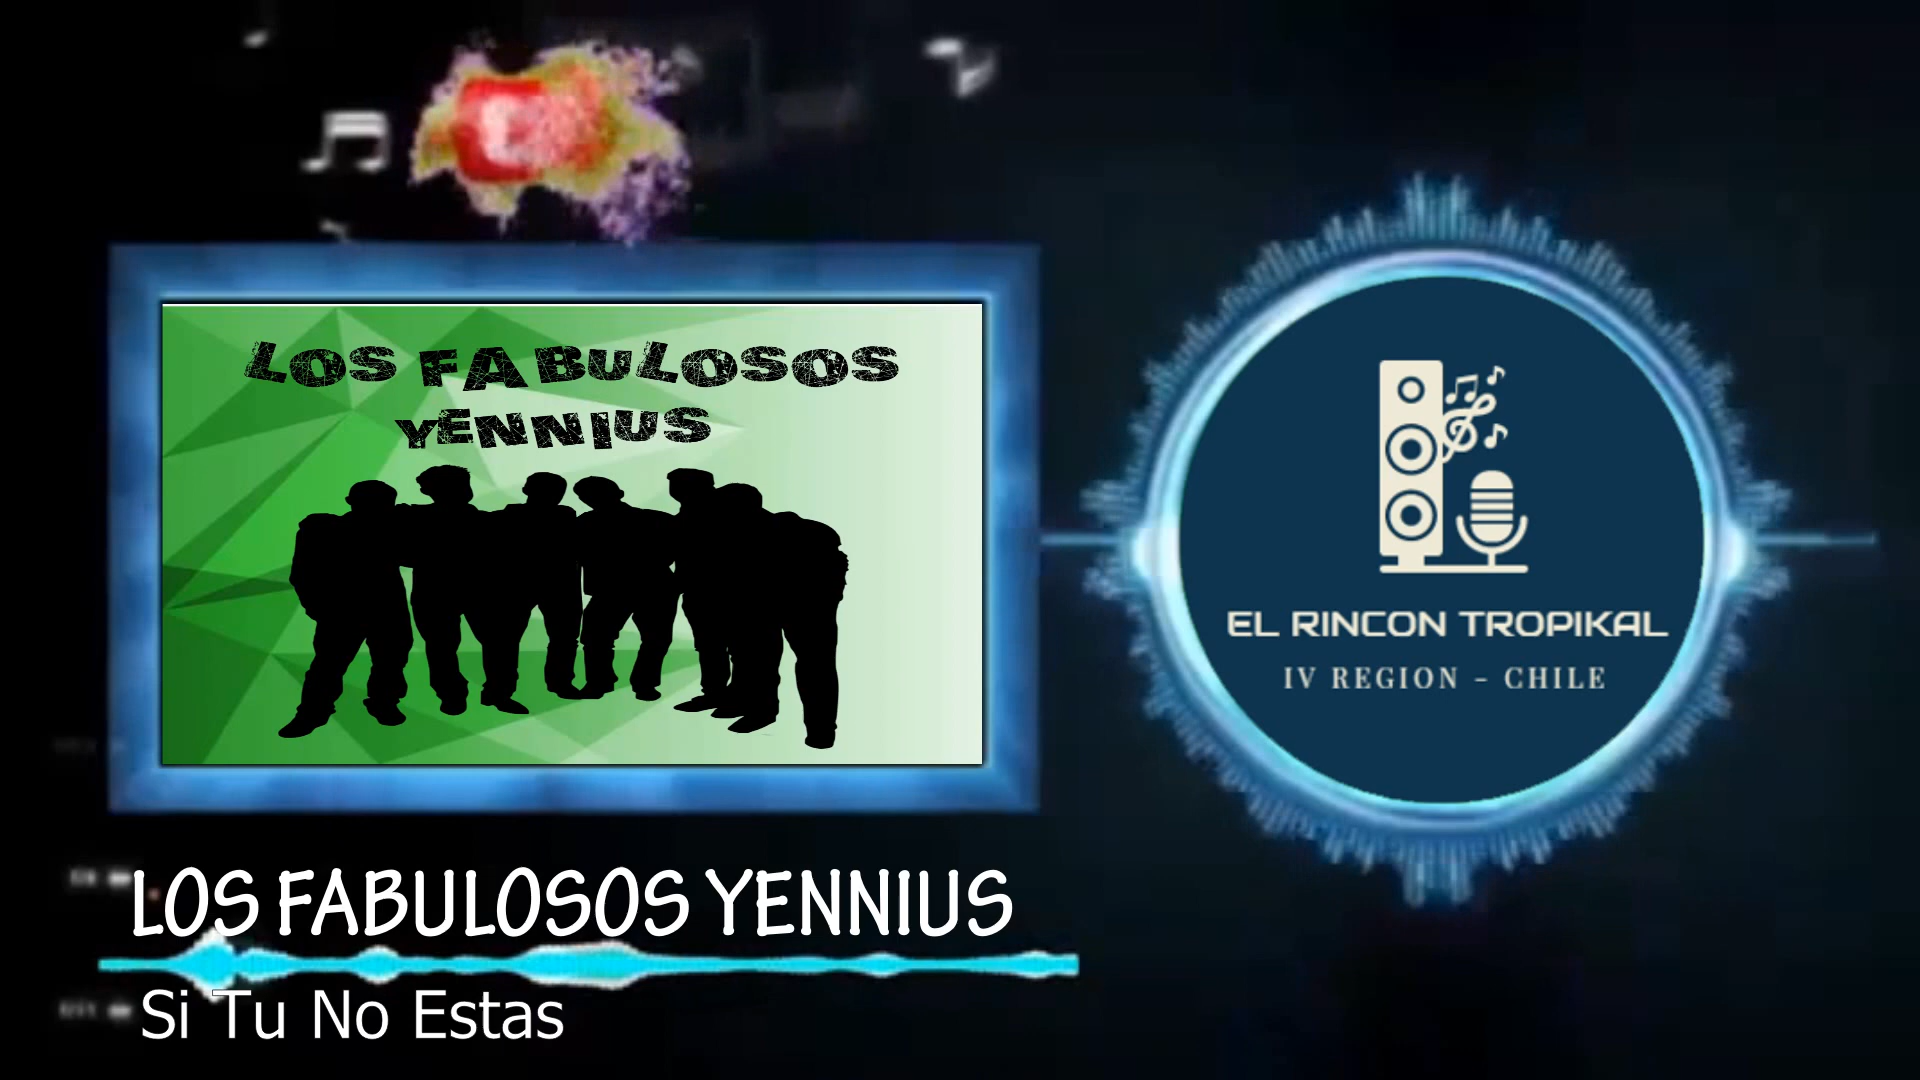 LOS FABULOSOS
YENNIUS
EL RINCON TROPIKAL
IV REGION - CHILE
LOS FABULOSOS YENNIUS
Si Tu No Estas